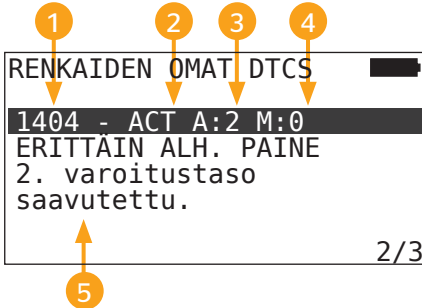 1 2 3 4
RENKAIDEN OMAT DTCS
1404 - ACT A:2 M:0
ERITTÄIN ALH. PAINE
2. varoitustaso
saavutettu.
2/3
5